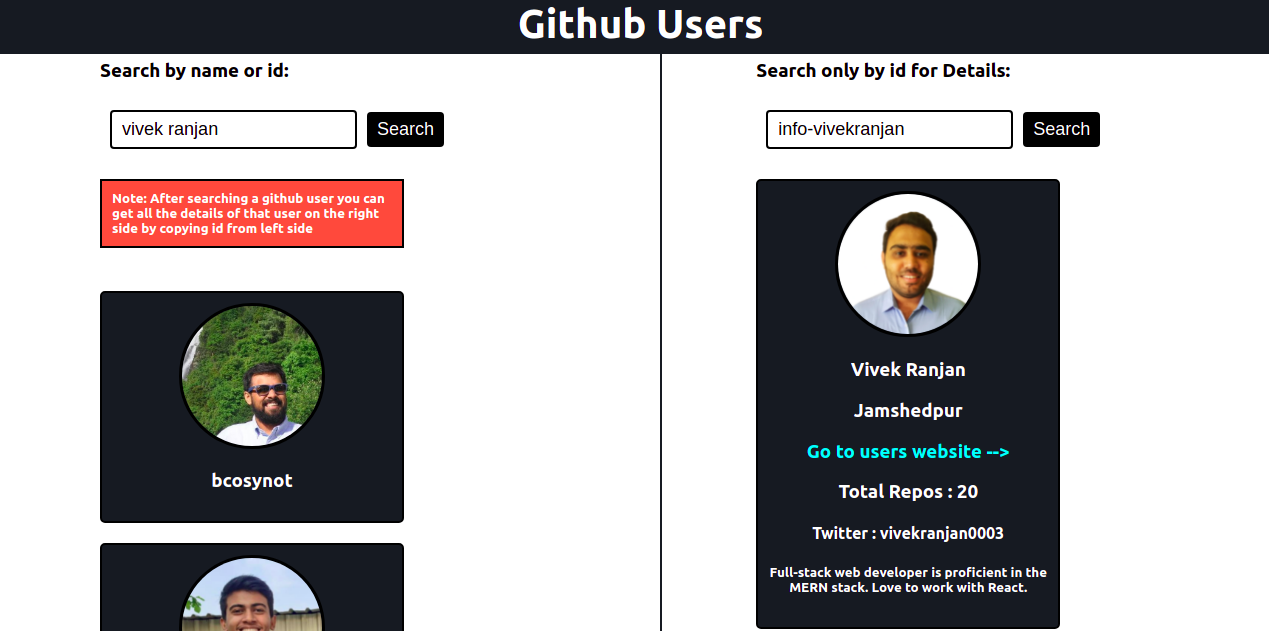 Github Users
Search by name or id:
vivek ranjan
Search
Note: After searching a github user you can
get all the details of that user on the right
side by copying id from left side
bcosynot
Search only by id for Details:
info-vivekranjan
Search
Vivek Ranjan
Jamshedpur
Go to users website -->
Total Repos : 20
Twitter : vivekranjan0003
Full-stack web developer is proficient in the
MERN stack. Love to work with React.